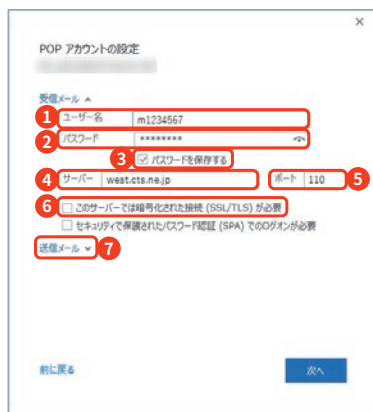 ×
POP アカウントの設定
受信メール
1 ユーザー名 m1234567
2 パスワード ********
3 パスワードを保存する
4 サーバー west.cts.ne.jp ポート 110 5
6 このサーバーでは暗号化された接続 (SSL/TLS) が必要
セキュリティで保護されたパスワード認証 (SPA) でのログオンが必要
送信メール 7
前に戻る 次へ